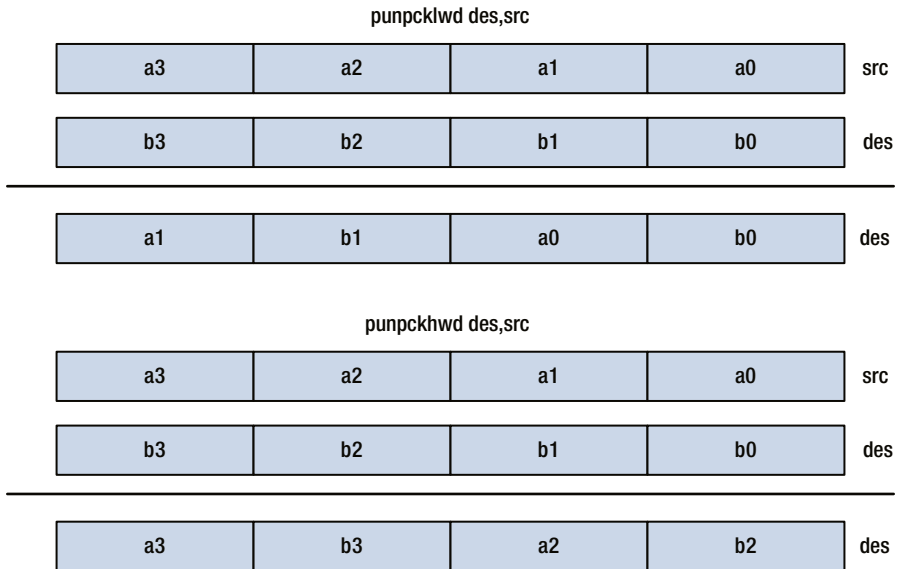 punpcklwd des,src
a3 a2 a1 a0 src
b3 b2 b1 b0 des
a1 b1 a0 b0 des
punpckhwd des,src
a3 a2 a1 a0 src
b3 b2 b1 b0 des
a3 b3 a2 b2 des